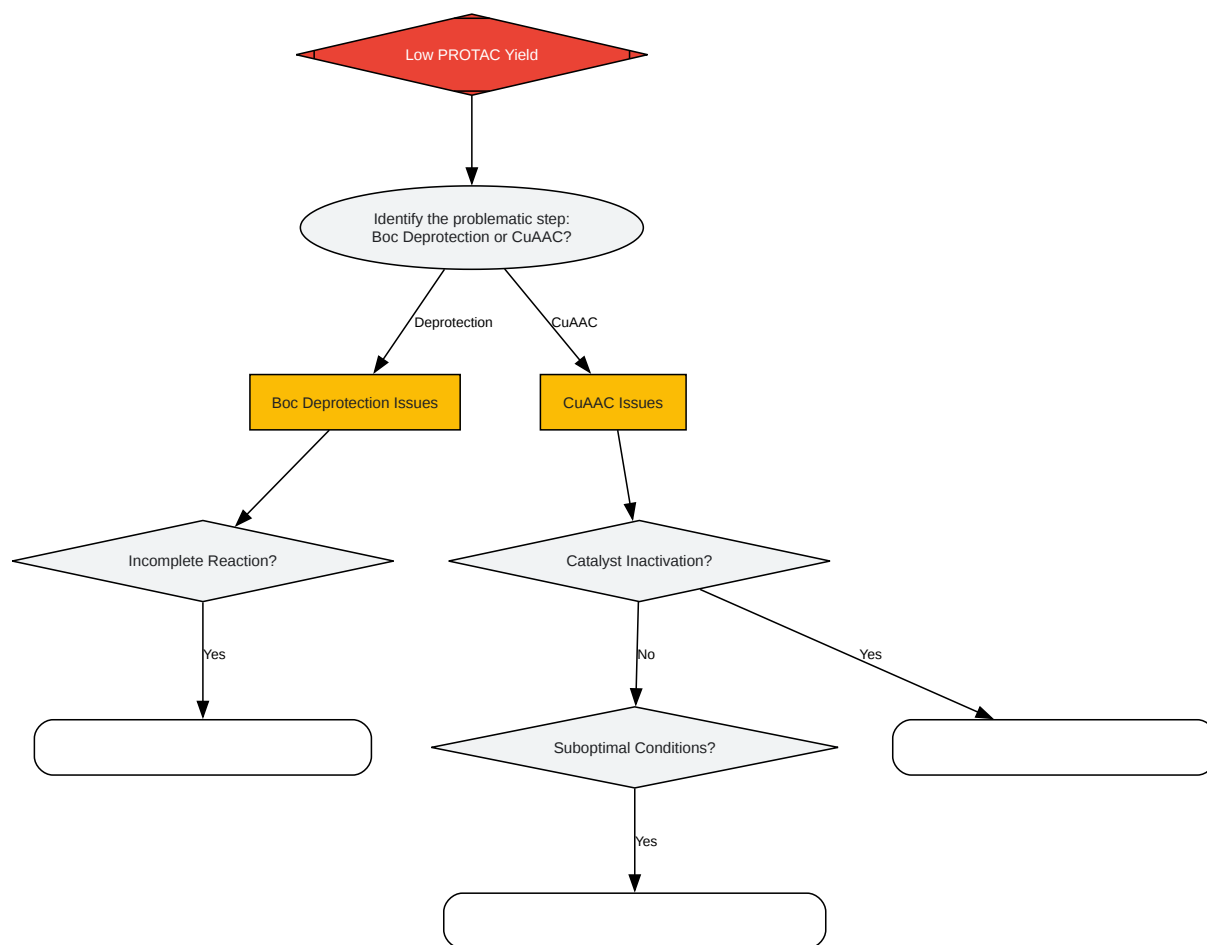 Low PROTAC Yield
Identify the problematic step:
Boc Deprotection or CuAAC?
Deprotection
CuAAC
Boc Deprotection Issues
CuAAC Issues
Incomplete Reaction?
Catalyst Inactivation?
Yes
No
Yes
Suboptimal Conditions?
Yes